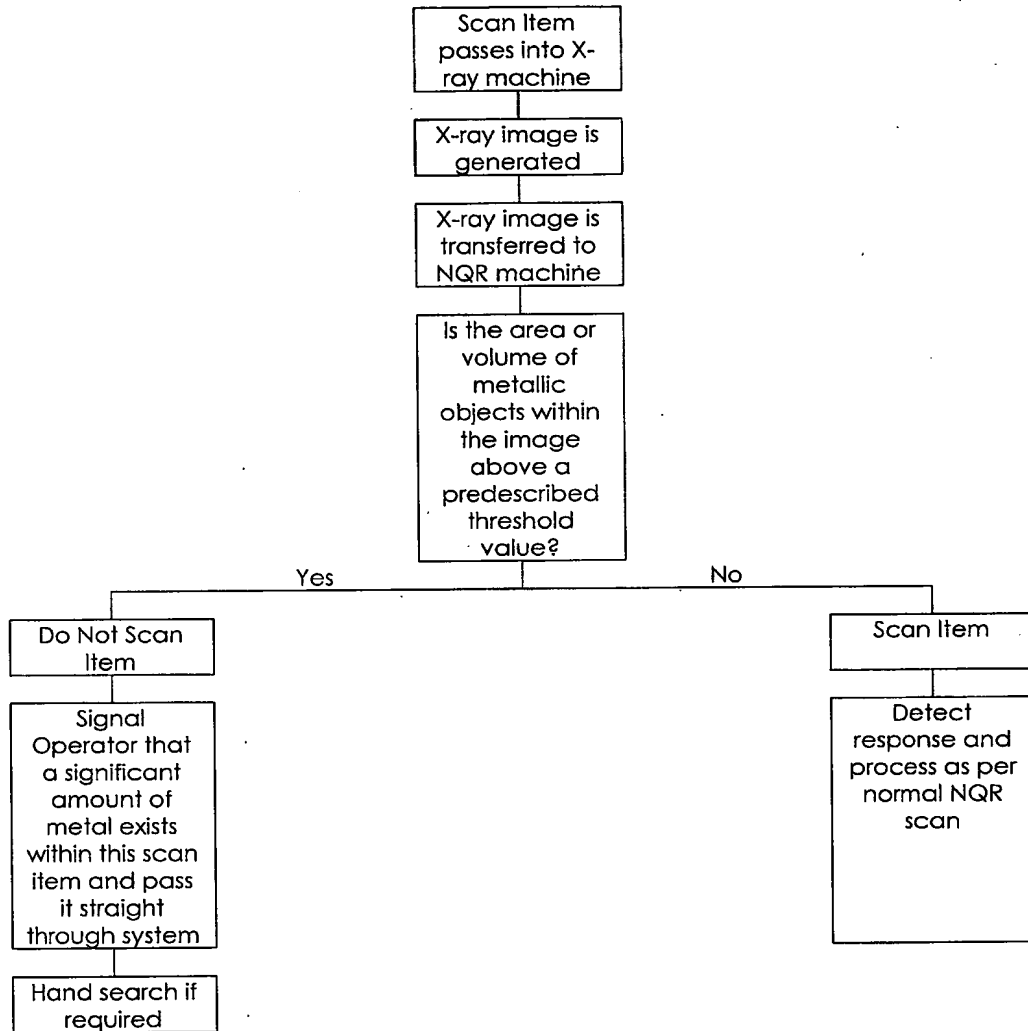 Scan Item
passes into X-
ray machine
X-ray image is
generated
X-ray image is
transferred to
NQR machine
Is the area or
volume of
metallic
objects within
the image
above a
predescribed
threshold
value?
Yes
No
Do Not Scan
Item
Signal
Operator that
a significant
amount of
metal exists
within this scan
item and pass
it straight
through system
Hand search if
required
Scan Item
Detect
response and
process as per
normal NQR
scan